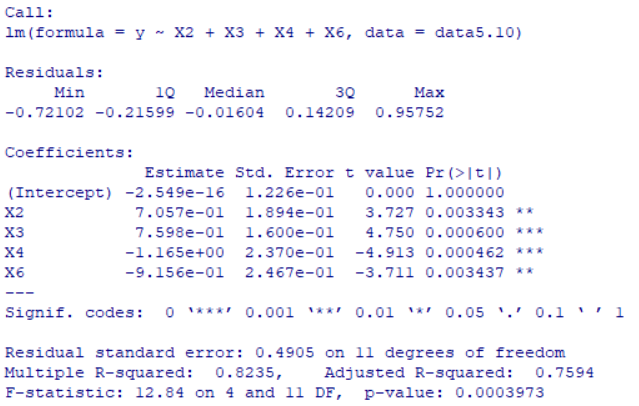 Call:
lm(formula = y ~ X2 + X3 + X4 + X6, data = data5.10)
Residuals:
Min 1Q Median 3Q Max
-0.72102 -0.21599 -0.01604 0.14209 0.95752
Coefficients:
Estimate Std. Error t value Pr(>|t|)
(Intercept) -2.549e-16 1.226e-01 0.000 1.000000
X2 7.057e-01 1.894e-01 3.727 0.003343 **
X3 7.598e-01 1.600e-01 4.750 0.000600 ***
X4 -1.165e+00 2.370e-01 -4.913 0.000462 ***
X6 -9.156e-01 2.467e-01 -3.711 0.003437 **
---
Signif. codes: 0 ‘***’ 0.001 ‘**’ 0.01 ‘*’ 0.05 ‘.’ 0.1 ‘ ’ 1
Residual standard error: 0.4905 on 11 degrees of freedom
Multiple R-squared: 0.8235, Adjusted R-squared: 0.7594
F-statistic: 12.84 on 4 and 11 DF, p-value: 0.0003973